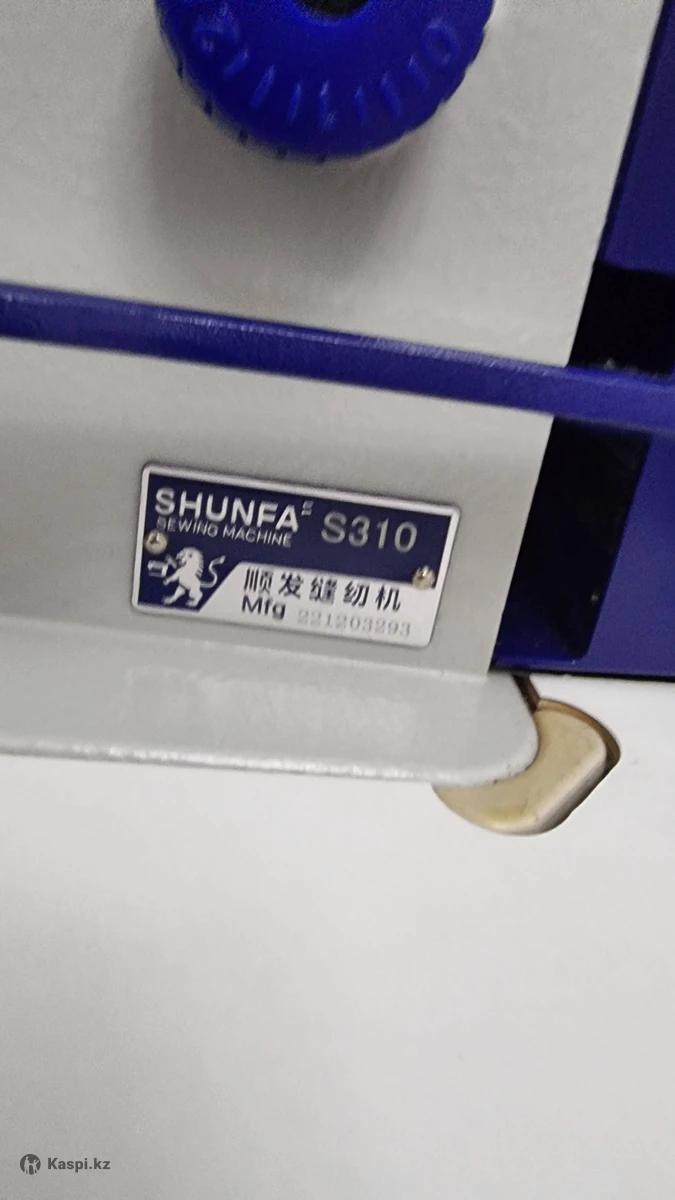 SHUNFA
SEWING MACHINE
S310
顺发缝纫机
Mfg 221203293
Kaspi.kz